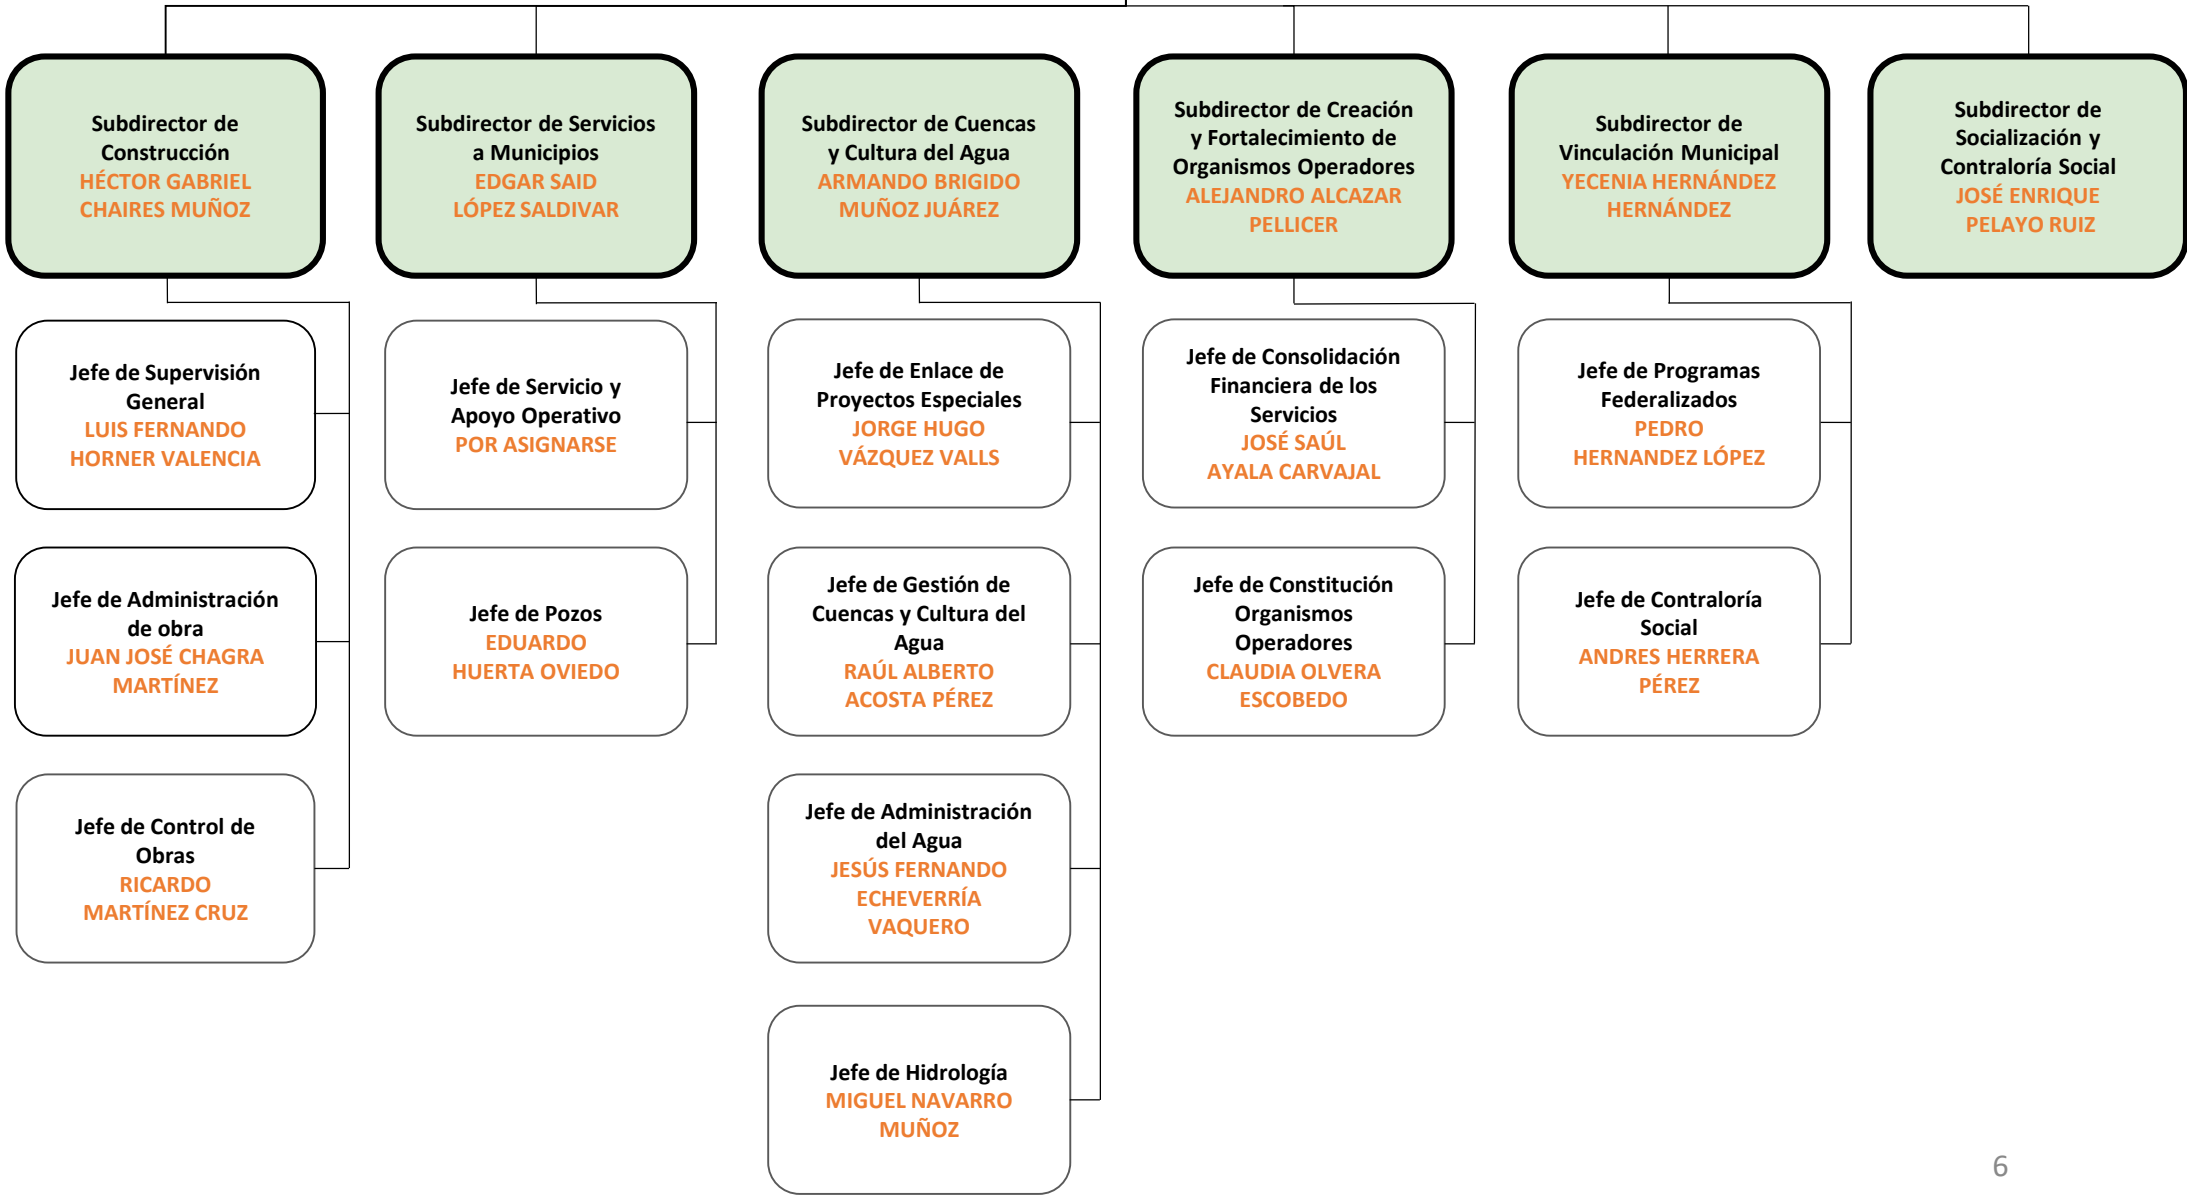 Subdirector de
Construcción
HÉCTOR GABRIEL
CHAIRES MUÑOZ
Subdirector de Servicios
a Municipios
EDGAR SAID
LÓPEZ SALDIVAR
Subdirector de Cuencas
y Cultura del Agua
ARMANDO BRIGIDO
MUÑOZ JUÁREZ
Subdirector de Creación
y Fortalecimiento de
Organismos Operadores
ALEJANDRO ALCAZAR
PELLICER
Subdirector de
Vinculación Municipal
YECENIA HERNÁNDEZ
HERNÁNDEZ
Subdirector de
Socialización y
Contraloría Social
JOSÉ ENRIQUE
PELAYO RUIZ
Jefe de Supervisión
General
LUIS FERNANDO
HORNER VALENCIA
Jefe de Servicio y
Apoyo Operativo
POR ASIGNARSE
Jefe de Enlace de
Proyectos Especiales
JORGE HUGO
VÁZQUEZ VALLS
Jefe de Consolidación
Financiera de los
Servicios
JOSÉ SAÚL
AYALA CARVAJAL
Jefe de Programas
Federalizados
PEDRO
HERNANDEZ LÓPEZ
Jefe de Administración
de obra
JUAN JOSÉ CHAGRA
MARTÍNEZ
Jefe de Pozos
EDUARDO
HUERTA OVIEDO
Jefe de Gestión de
Cuencas y Cultura del
Agua
RAÚL ALBERTO
ACOSTA PÉREZ
Jefe de Constitución
Organismos
Operadores
CLAUDIA OLVERA
ESCOBEDO
Jefe de Contraloría
Social
ANDRES HERRERA
PÉREZ
Jefe de Control de
Obras
RICARDO
MARTÍNEZ CRUZ
Jefe de Administración
del Agua
JESÚS FERNANDO
ECHEVERRÍA
VAQUERO
Jefe de Hidrología
MIGUEL NAVARRO
MUÑOZ
6